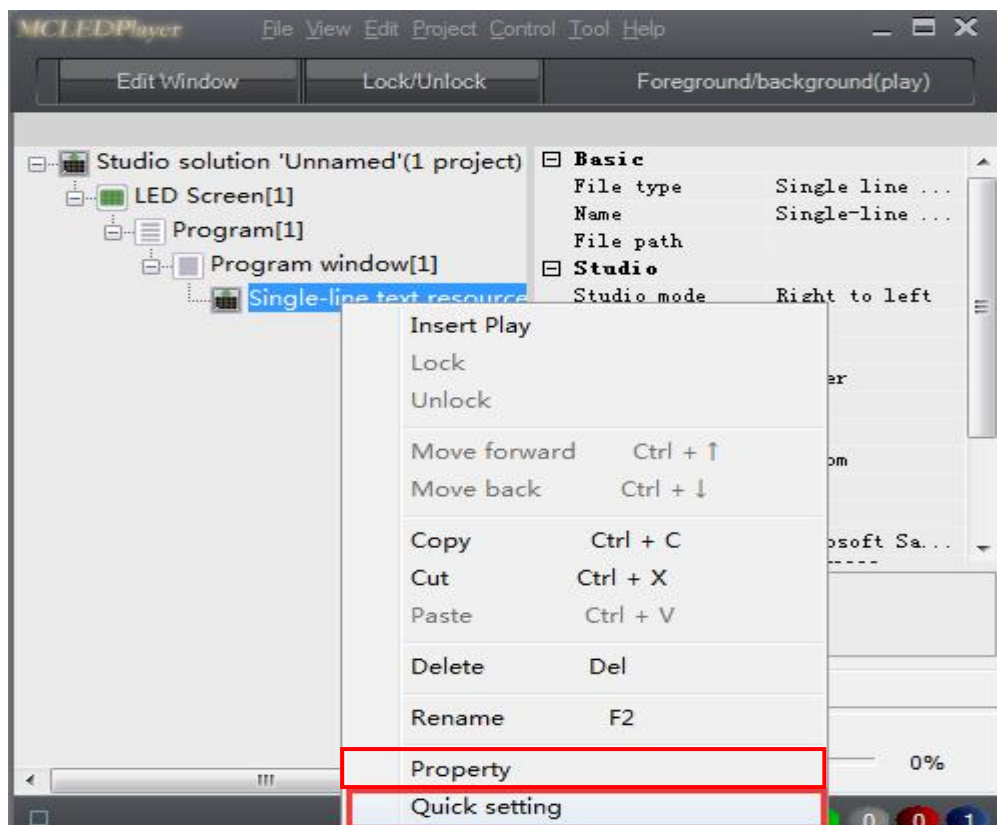 MCLEDPlayer File View Edit Project Control Tool Help
Edit Window Lock/Unlock Foreground/background(play)
Studio solution 'Unnamed'(1 project)
LED Screen[1]
Program[1]
Program window[1]
Single-line text resource
Basic
File type Single line ...
Name Single-line ...
File path
Studio
Studio mode Right to left
Insert Play
Lock
Unlock
Move forward Ctrl + ↑
Move back Ctrl + ↓
Copy Ctrl + C
Cut Ctrl + X
Paste Ctrl + V
Delete Del
Rename F2
Property
Quick setting
er
om
osoft Sa...
0%
0 0 1